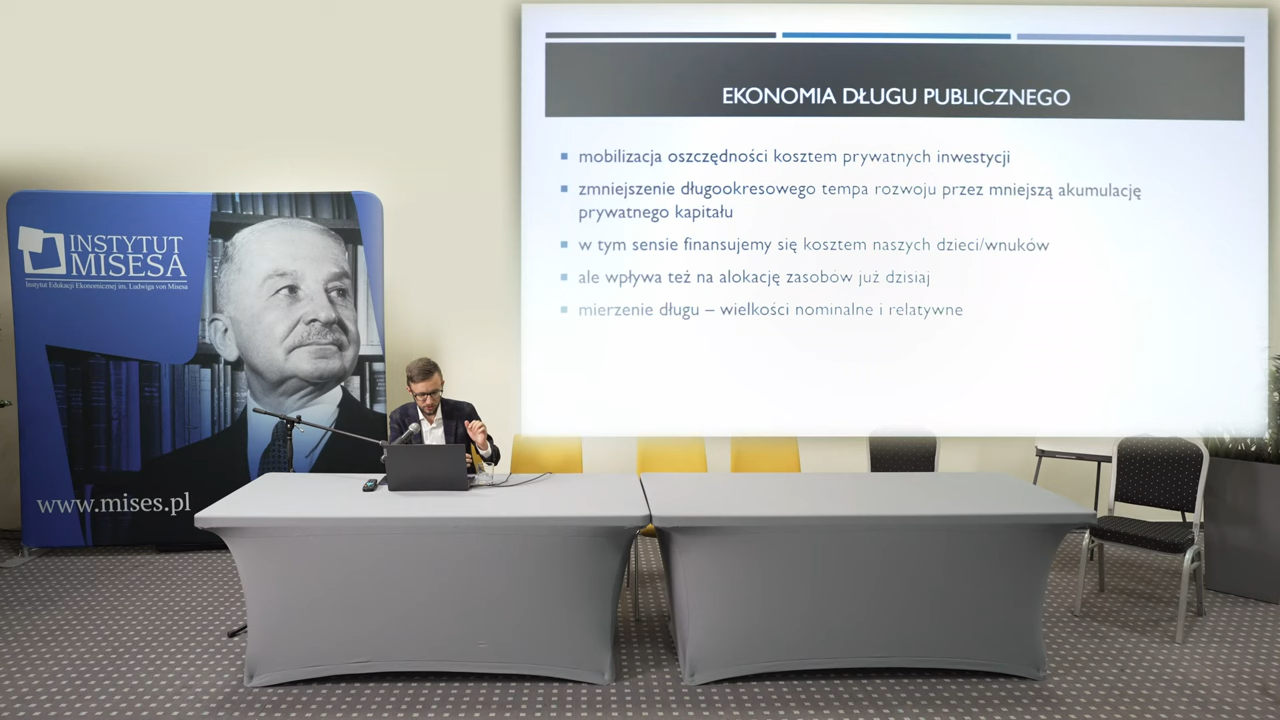 INSTYTUT
MISESA
Instytut Edukacji Ekonomicznej im. Ludwiga von Misesa
www.mises.pl
EKONOMIA DŁUGU PUBLICZNEGO
mobilizacja oszczędności kosztem prywatnych inwestycji
zmniejszenie długookresowego tempa rozwoju przez mniejszą akumulację
prywatnego kapitału
w tym sensie finansujemy się kosztem naszych dzieci/wnuków
ale wpływa też na alokację zasobów już dzisiaj
mierzenie długu – wielkości nominalne i relatywne